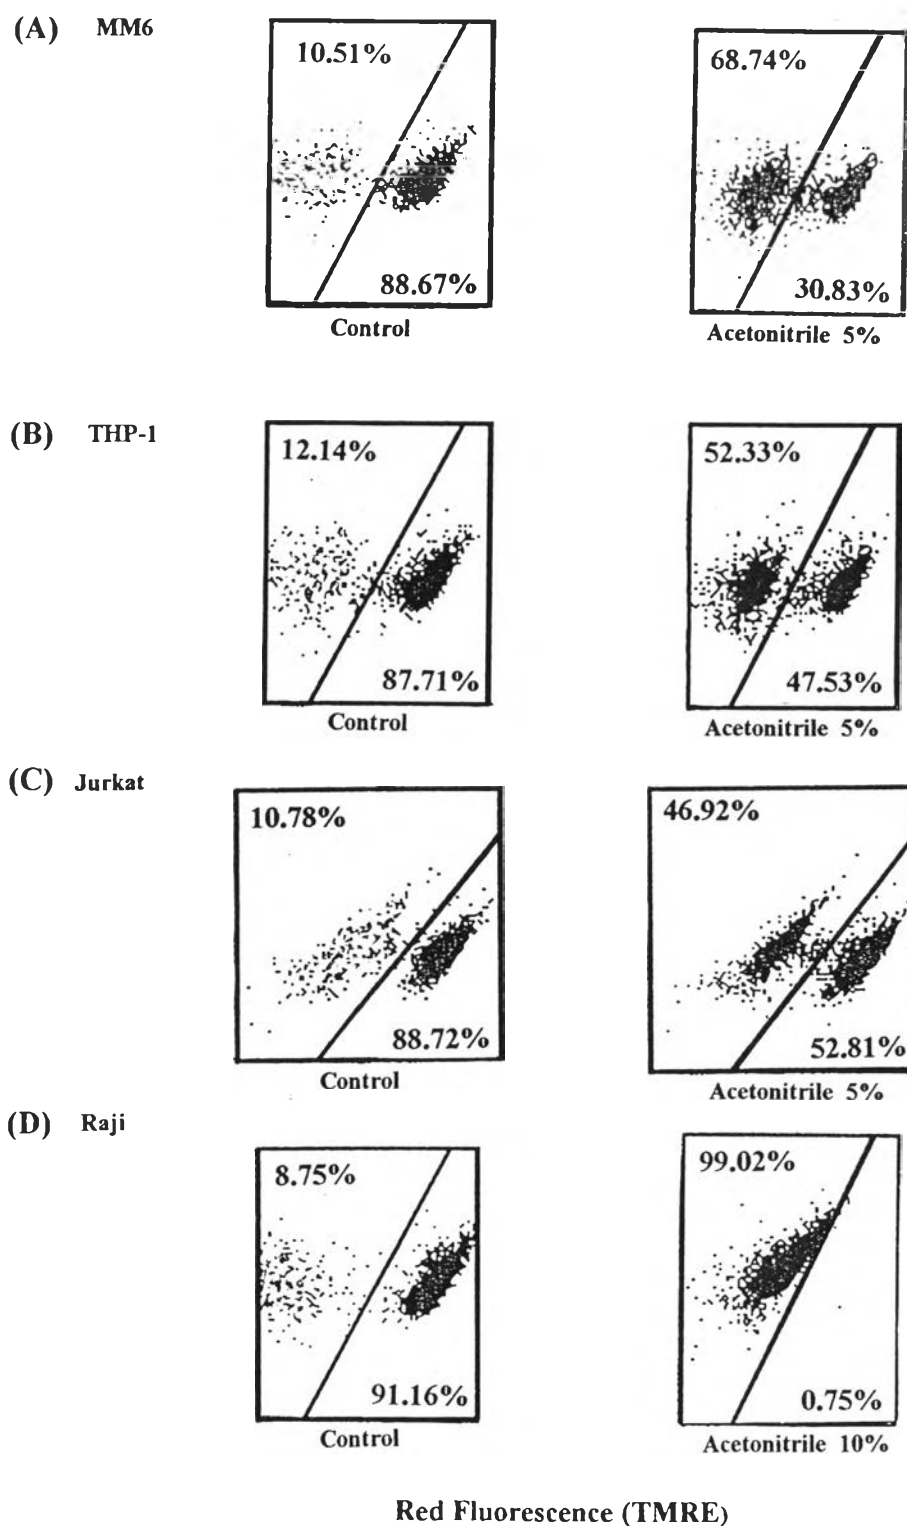 (A) MM6
10.51% 68.74%
88.67% 30.83%
Control Acetonitrile 5%
(B) THP-1
12.14% 52.33%
87.71% 47.53%
Control Acetonitrile 5%
(C) Jurkat
10.78% 46.92%
88.72% 52.81%
Control Acetonitrile 5%
(D) Raji
8.75% 99.02%
91.16% 0.75%
Control Acetonitrile 10%
Red Fluorescence (TMRE)